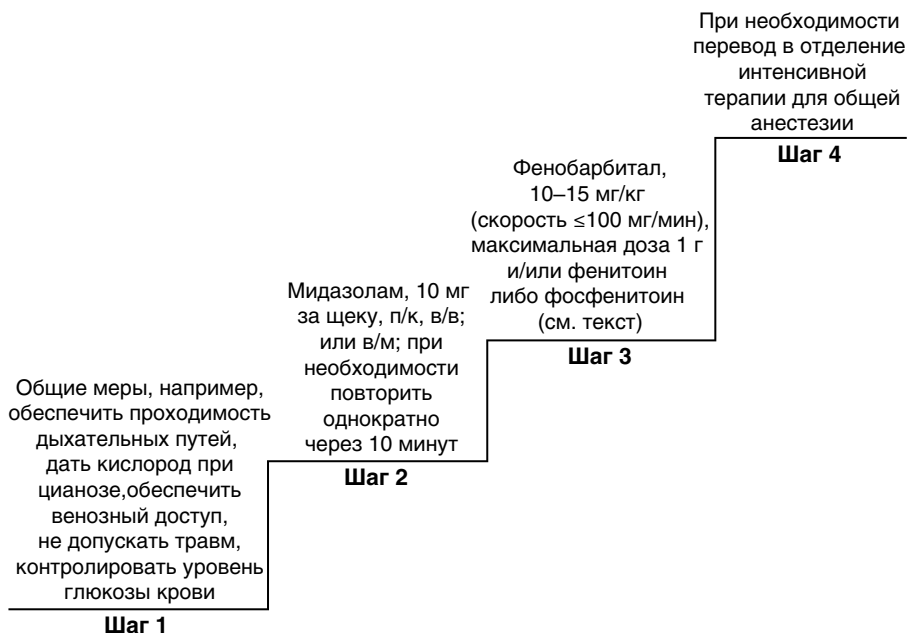 Общие меры, например,
обеспечить проходимость
дыхательных путей,
дать кислород при
цианозе,обеспечить
венозный доступ,
не допускать травм,
контролировать уровень
глюкозы крови
Шаг 1
Мидазолам, 10 мг
за щеку, п/к, в/в;
или в/м; при
необходимости
повторить
однократно
через 10 минут
Шаг 2
Фенобарбитал,
10–15 мг/кг
(скорость ≤100 мг/мин),
максимальная доза 1 г
и/или фенитоин
либо фосфенитоин
(см. текст)
Шаг 3
При необходимости
перевод в отделение
интенсивной
терапии для общей
анестезии
Шаг 4